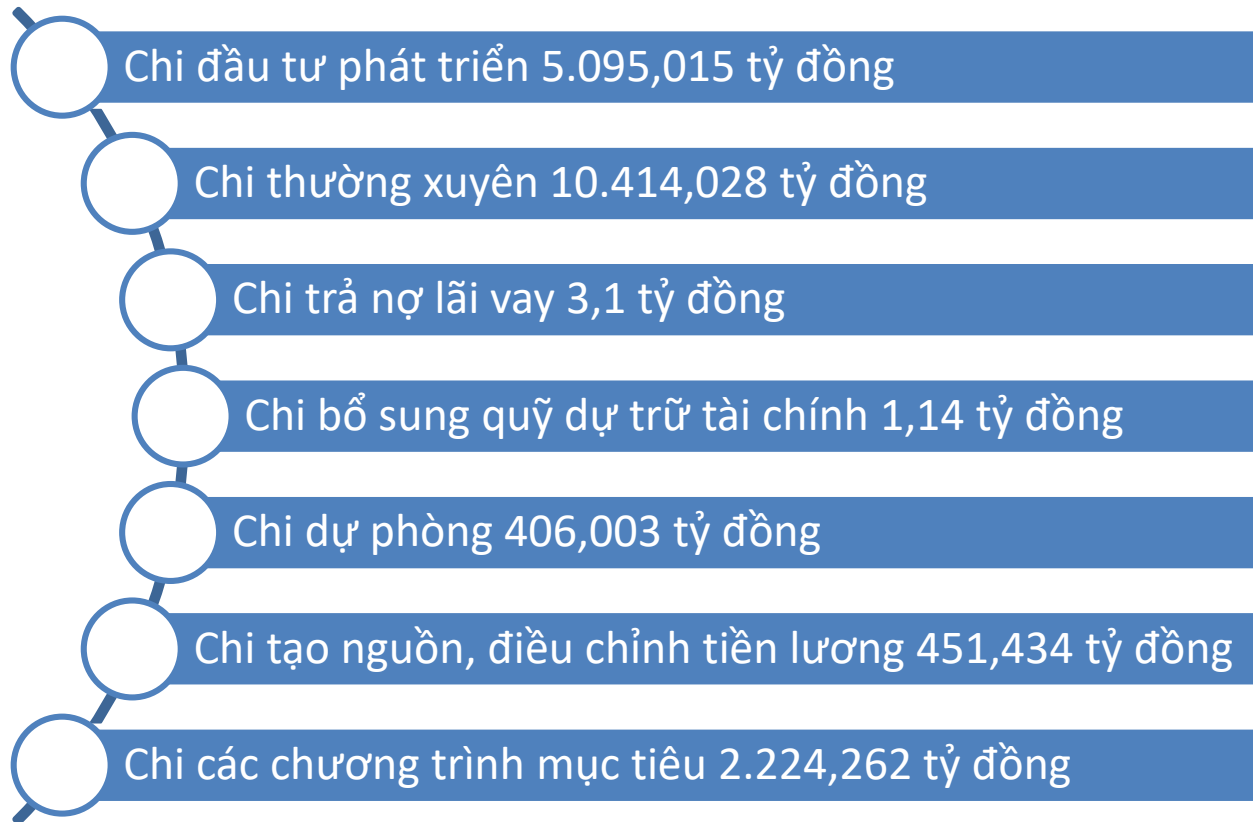 Chi đầu tư phát triển 5.095,015 tỷ đồng
Chi thường xuyên 10.414,028 tỷ đồng
Chi trả nợ lãi vay 3,1 tỷ đồng
Chi bổ sung quỹ dự trữ tài chính 1,14 tỷ đồng
Chi dự phòng 406,003 tỷ đồng
Chi tạo nguồn, điều chỉnh tiền lương 451,434 tỷ đồng
Chi các chương trình mục tiêu 2.224,262 tỷ đồng